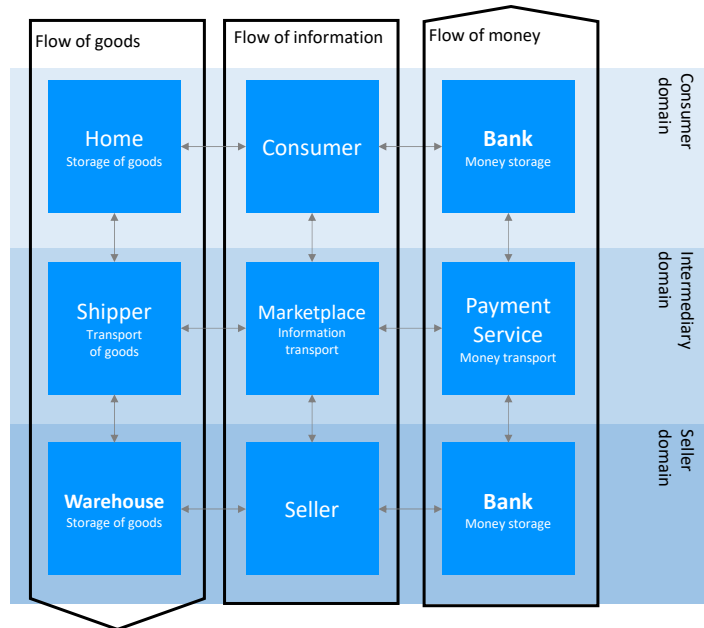 Flow of goods
Flow of information
Flow of money
Consumer
domain
Home
Storage of goods
Consumer
Bank
Money storage
Intermediary
domain
Shipper
Transport
of goods
Marketplace
Information
transport
Payment
Service
Money transport
Seller
domain
Warehouse
Storage of goods
Seller
Bank
Money storage